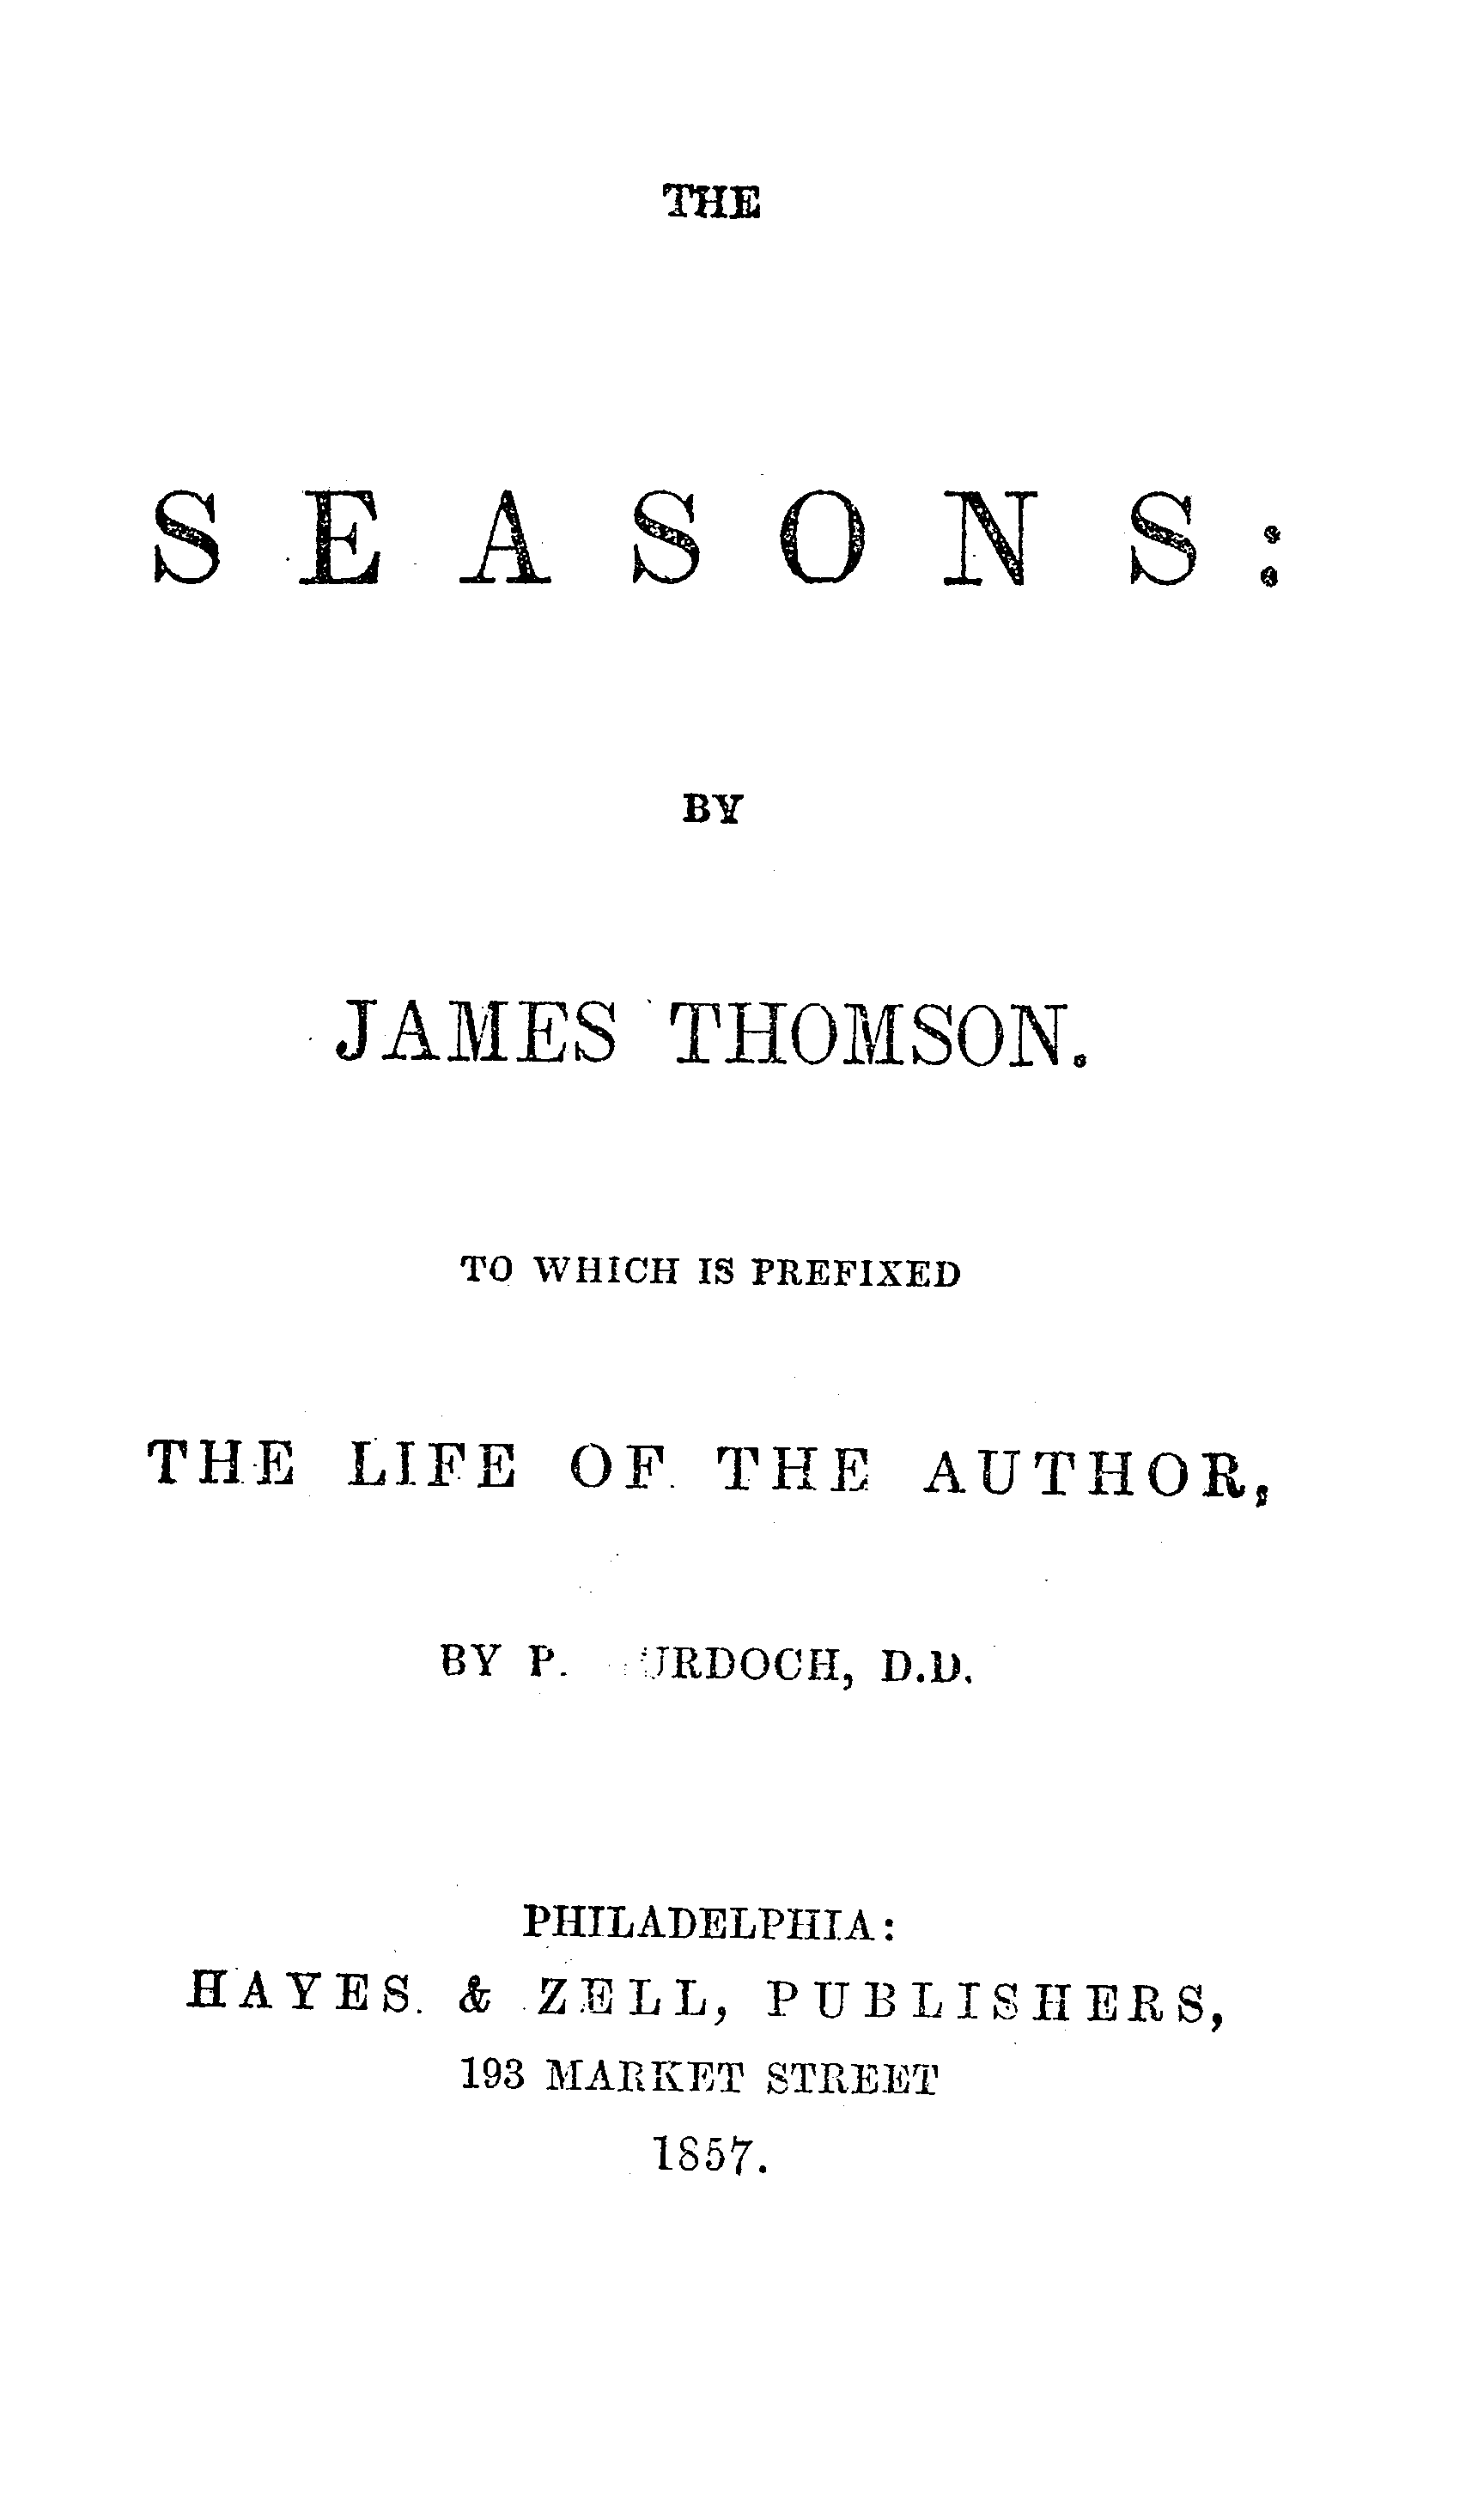 THE
SEASONS:
BY
JAMES THOMSON.
TO WHICH IS PREFIXED
THE LIFE OF THE AUTHOR,
BY P. URDOCH, D.D.
PHILADELPHIA:
HAYES & ZELL, PUBLISHERS,
193 MARKET STREET
1857.